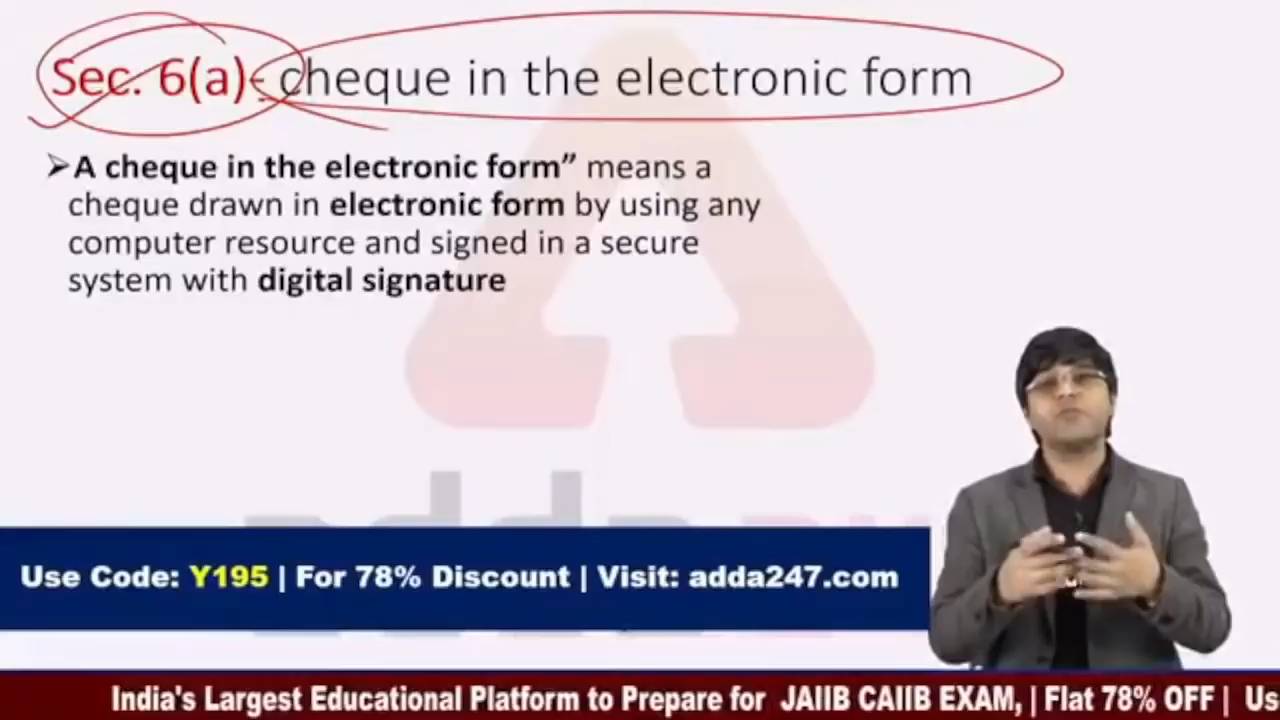 Sec. 6(a)- cheque in the electronic form
➢A cheque in the electronic form” means a
cheque drawn in electronic form by using any
computer resource and signed in a secure
system with digital signature
Use Code: Y195 | For 78% Discount | Visit: adda247.com
India's Largest Educational Platform to Prepare for JAIIB CAIIB EXAM, | Flat 78% OFF | Us